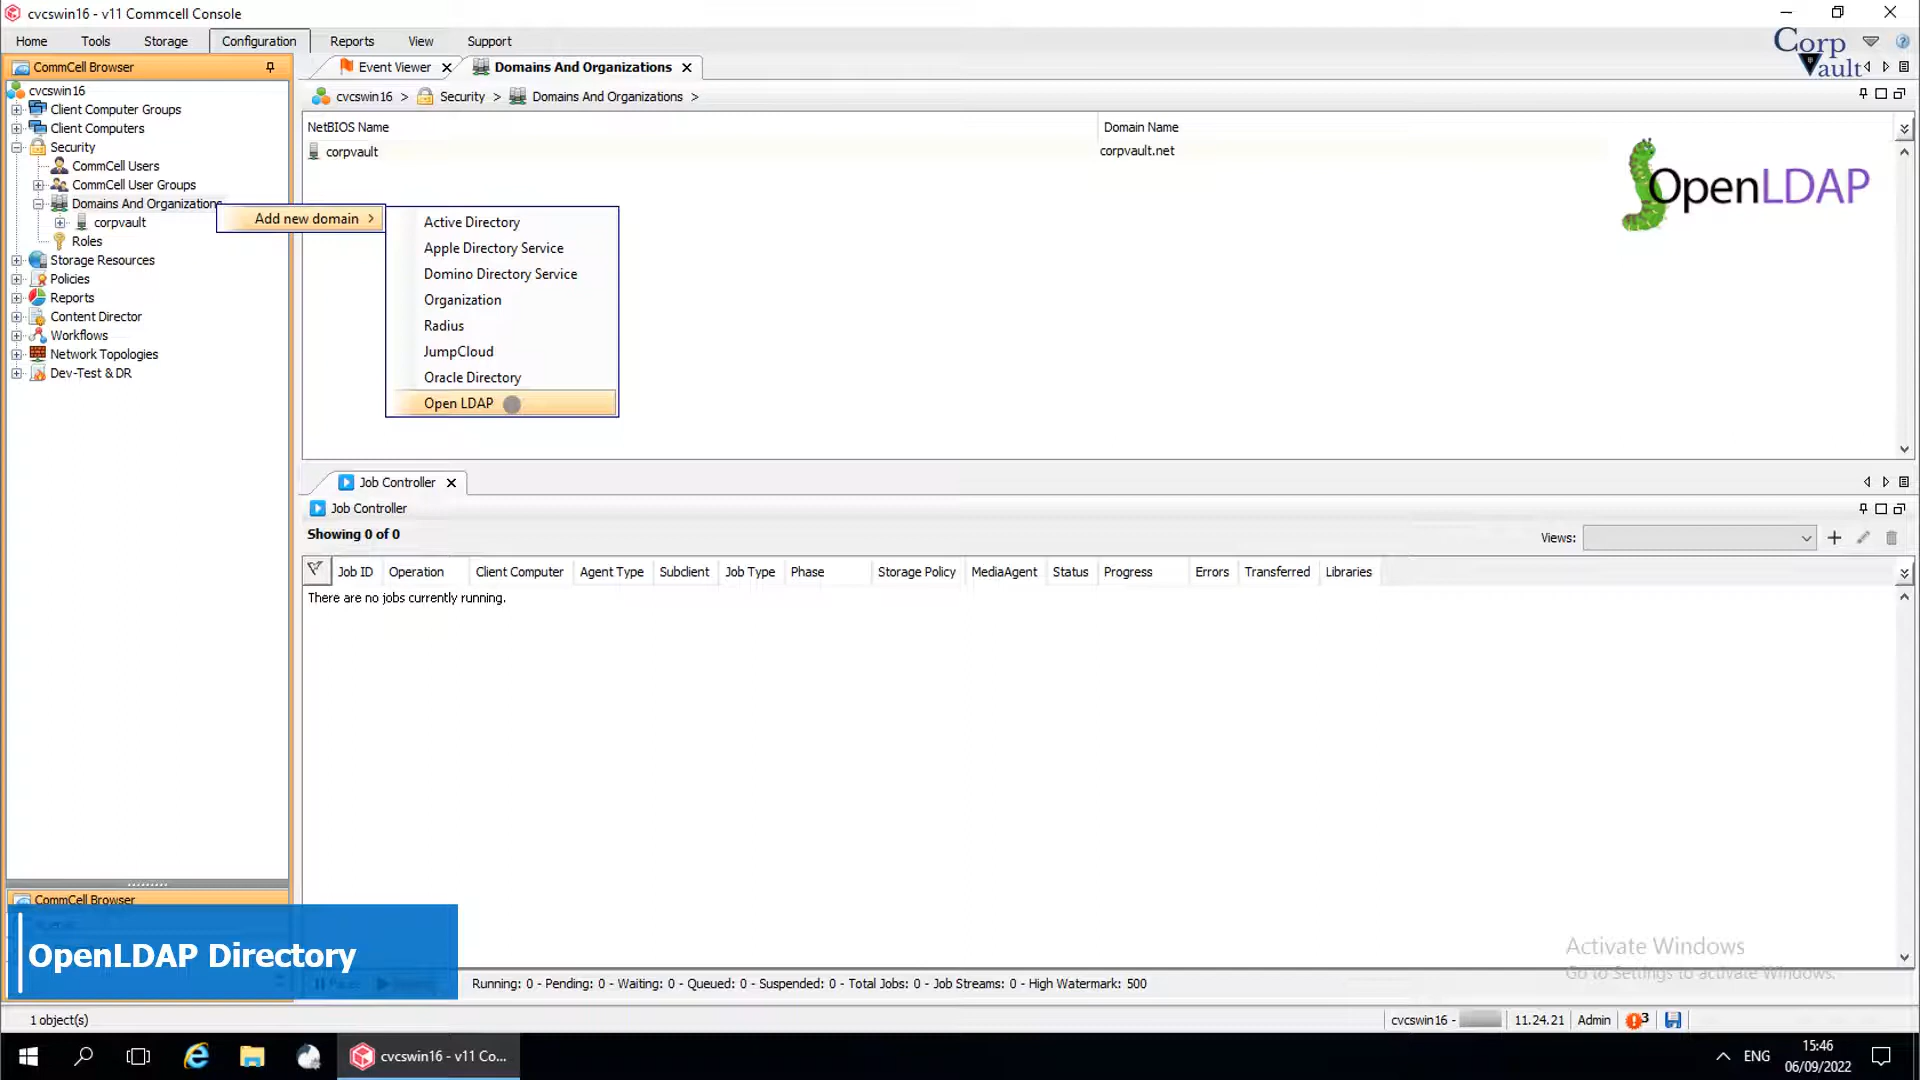 cvcswin16 - v11 Commcell Console
Home Tools Storage Configuration Reports View Support
Corp Vault
CommCell Browser
cvcswin16
Client Computer Groups
Client Computers
Security
CommCell Users
CommCell User Groups
Domains And Organizations
corpvault
Roles
Storage Resources
Policies
Reports
Content Director
Workflows
Network Topologies
Dev-Test & DR
Event Viewer Domains And Organizations
cvcswin16 > Security > Domains And Organizations >
NetBIOS Name Domain Name
corpvault corpvault.net
OpenLDAP
Add new domain >
Active Directory
Apple Directory Service
Domino Directory Service
Organization
Radius
JumpCloud
Oracle Directory
Open LDAP
Job Controller
Job Controller
Showing 0 of 0
Views:
Job ID Operation Client Computer Agent Type Subclient Job Type Phase Storage Policy MediaAgent Status Progress Errors Transferred Libraries
There are no jobs currently running.
CommCell Browser
OpenLDAP Directory
Activate Windows
Go to Settings to activate Windows.
Running: 0 - Pending: 0 - Waiting: 0 - Queued: 0 - Suspended: 0 - Total Jobs: 0 - Job Streams: 0 - High Watermark: 500
1 object(s)
cvcswin16 - 11.24.21 Admin 3
cvcswin16 - v11 Co...
ENG
15:46
06/09/2022